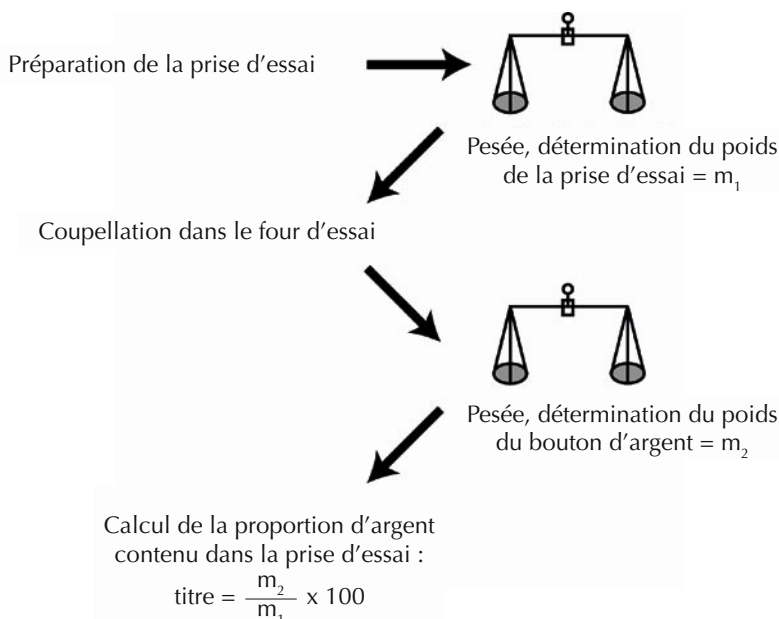 Préparation de la prise d'essai
Pesée, détermination du poids
de la prise d'essai = m₁
Coupellation dans le four d'essai
Pesée, détermination du poids
du bouton d'argent = m₂
Calcul de la proportion d'argent
contenu dans la prise d'essai :
titre = m₂ / m₁ x 100